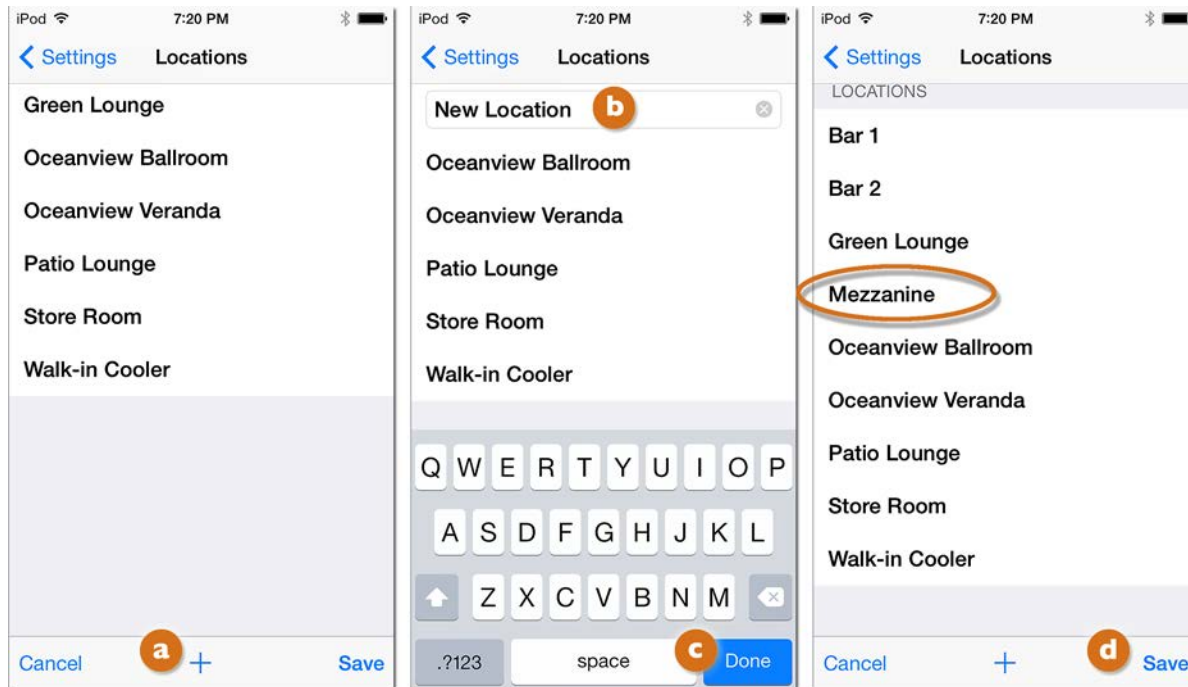 iPod 7:20 PM
Settings Locations
Green Lounge
Oceanview Ballroom
Oceanview Veranda
Patio Lounge
Store Room
Walk-in Cooler
a
Cancel + Save
iPod 7:20 PM
Settings Locations
New Location b
Oceanview Ballroom
Oceanview Veranda
Patio Lounge
Store Room
Walk-in Cooler
Q W E R T Y U I O P
A S D F G H J K L
Z X C V B N M
.?123 space c Done
iPod 7:20 PM
Settings Locations
LOCATIONS
Bar 1
Bar 2
Green Lounge
Mezzanine
Oceanview Ballroom
Oceanview Veranda
Patio Lounge
Store Room
Walk-in Cooler
Cancel + d Save